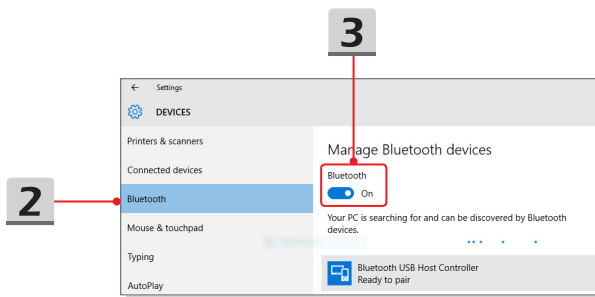 3
← Settings
DEVICES
Printers & scanners
Connected devices
Bluetooth
Mouse & touchpad
Typing
AutoPlay
2
Manage Bluetooth devices
Bluetooth
On
Your PC is searching for and can be discovered by Bluetooth
devices.
Bluetooth USB Host Controller
Ready to pair